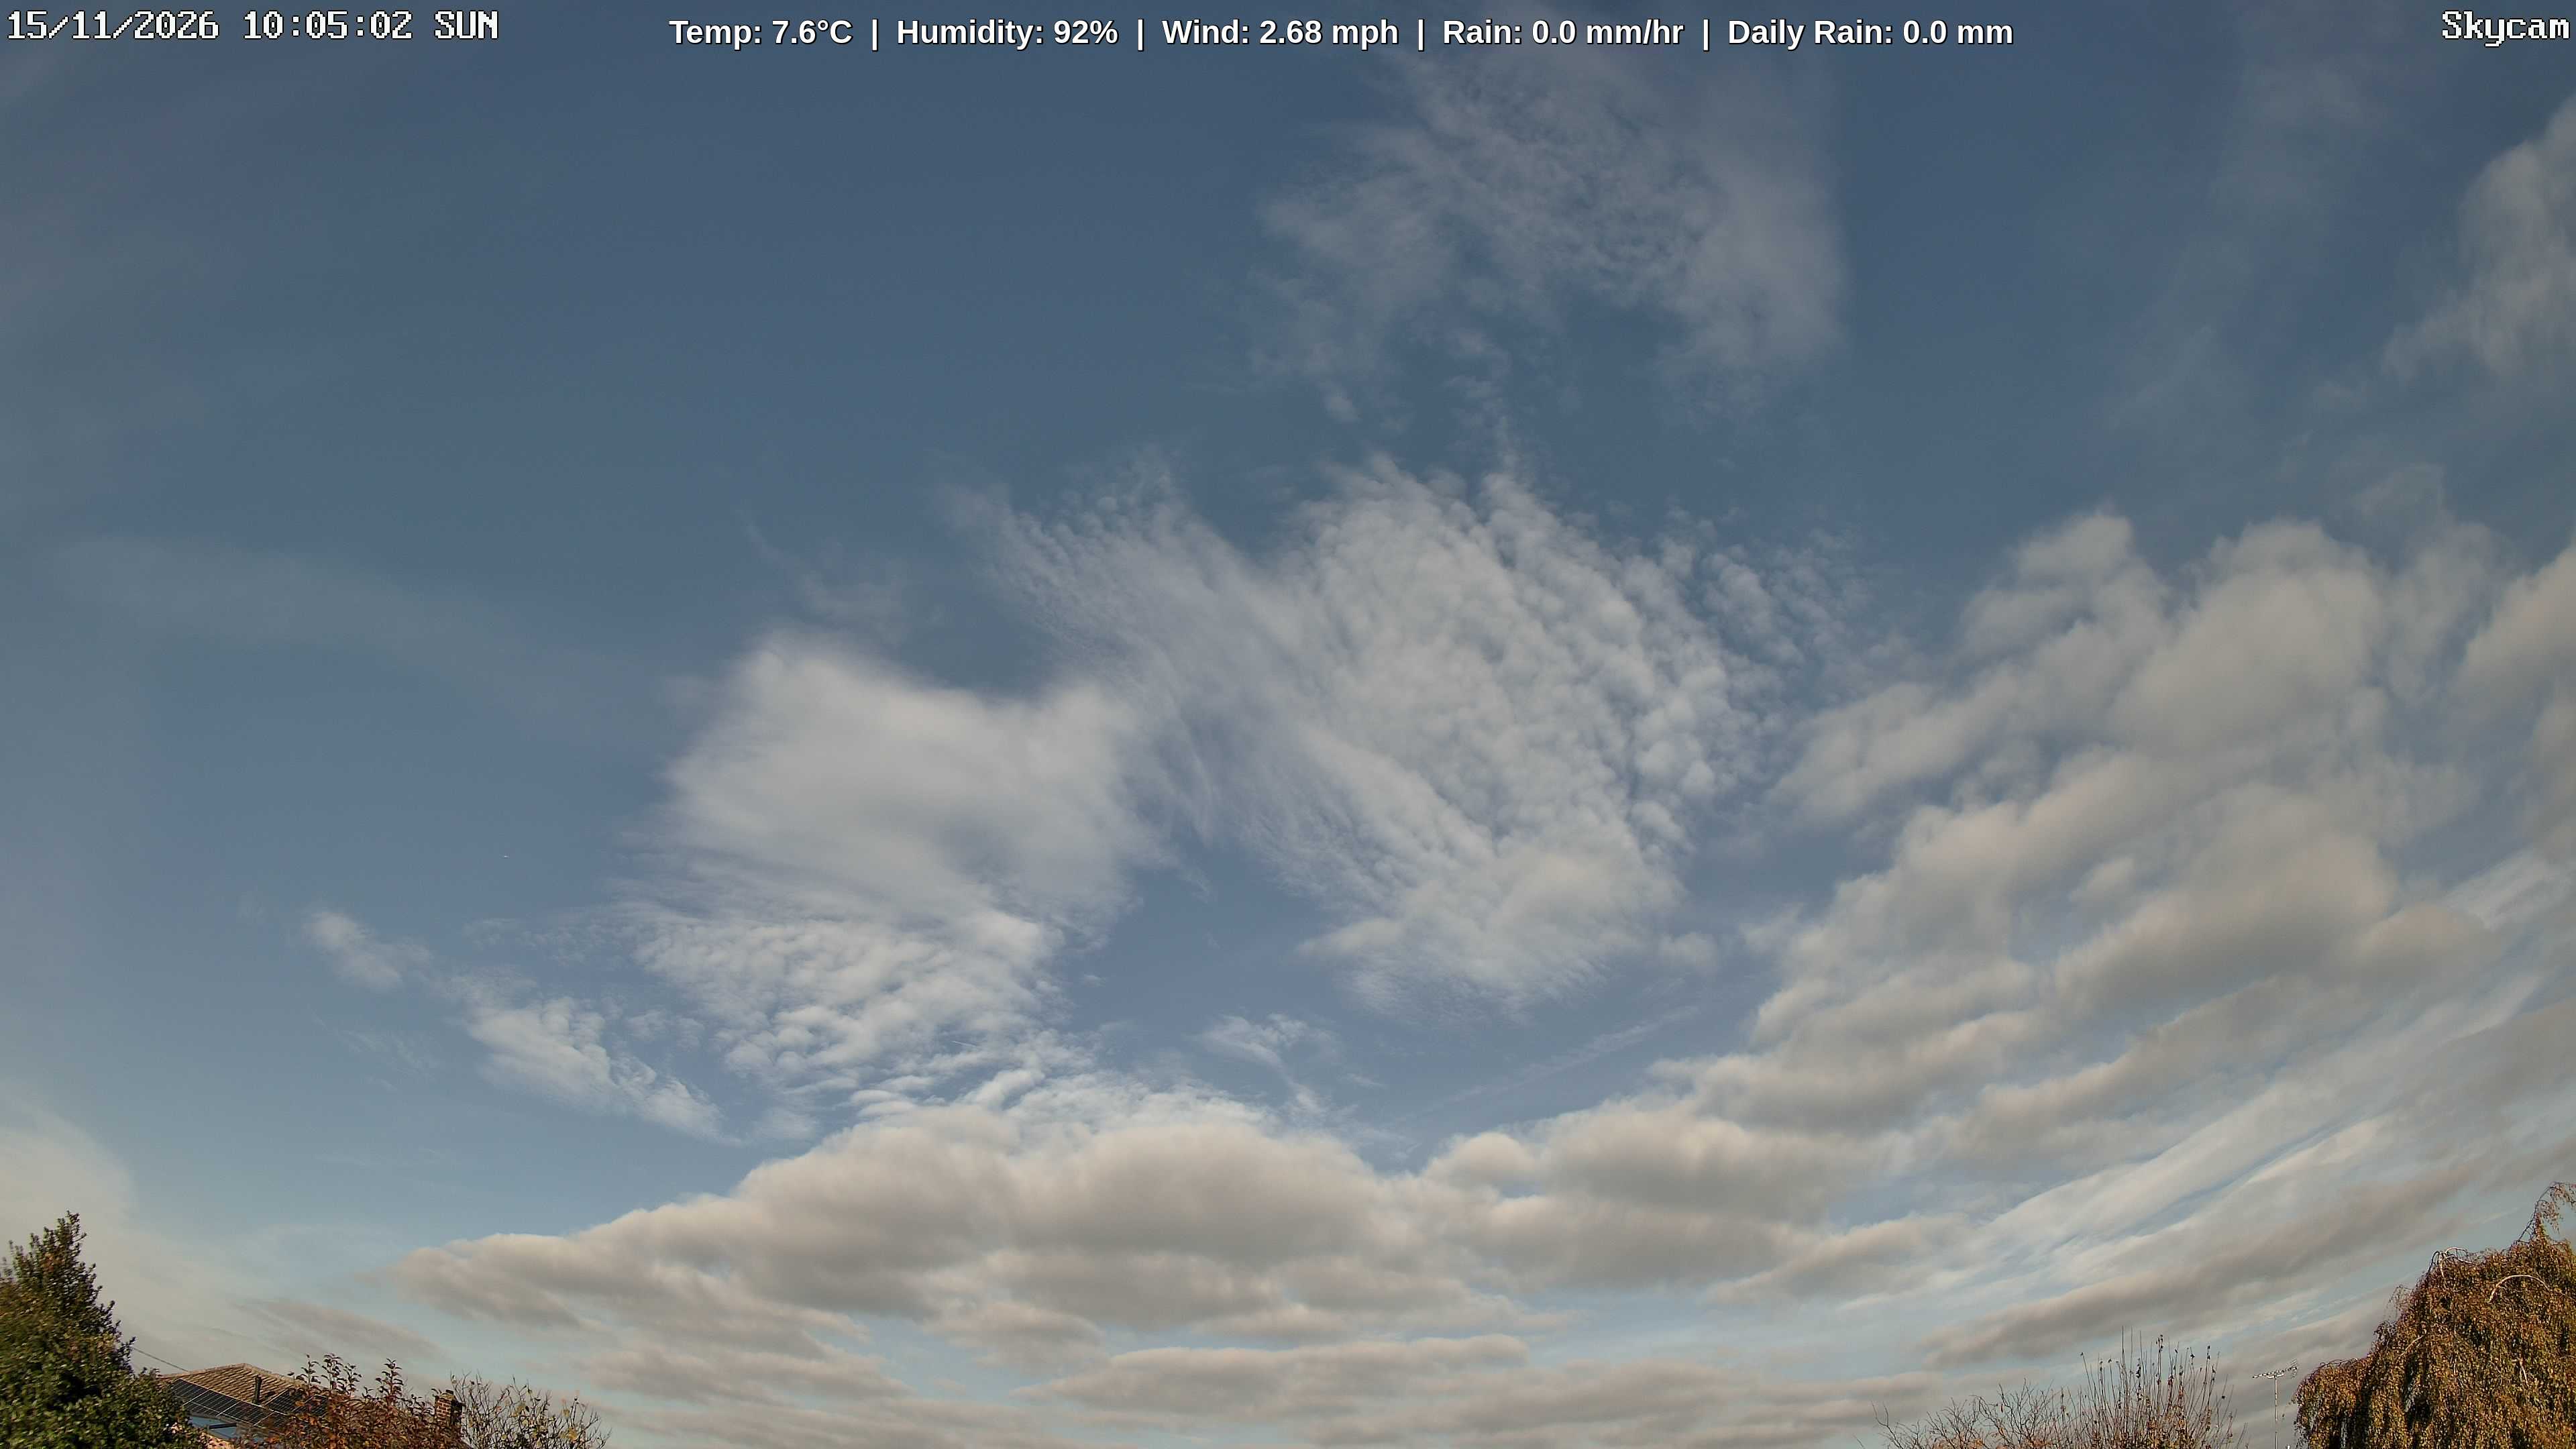 15/11/2026 10:05:02 SUN
Temp: 7.6°C | Humidity: 92% | Wind: 2.68 mph | Rain: 0.0 mm/hr | Daily Rain: 0.0 mm
Skycam